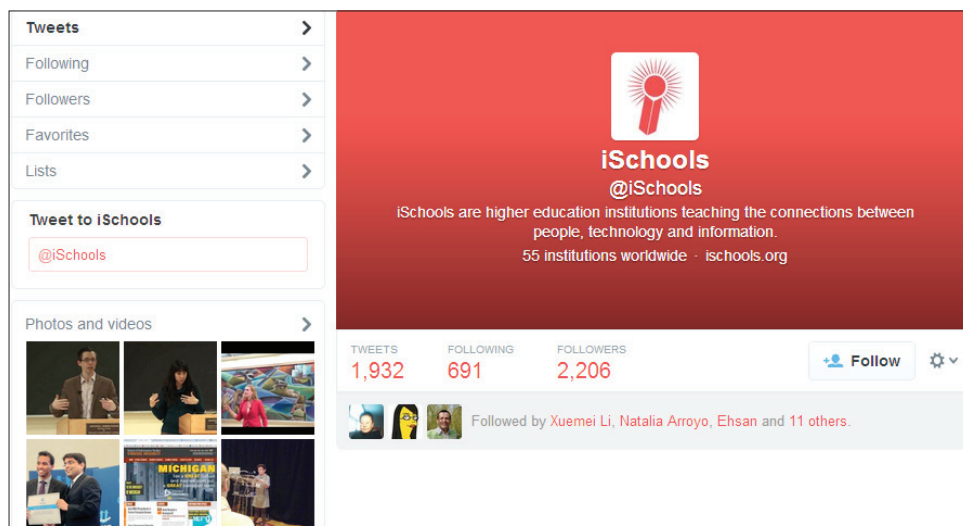 Tweets
Following
Followers
Favorites
Lists
Tweet to iSchools
@iSchools
Photos and videos
MICHIGAN
iSchools
@iSchools
iSchools are higher education institutions teaching the connections between
people, technology and information.
55 institutions worldwide · ischools.org
TWEETS FOLLOWING FOLLOWERS
1,932 691 2,206
Follow
Followed by Xuemei Li, Natalia Arroyo, Ehsan and 11 others.